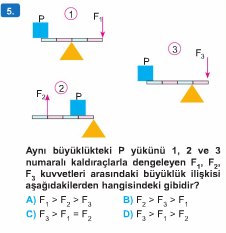 5.
P 1 F₁
3
P F₃
2
F₂ P
Aynı büyüklükteki P yükünü 1, 2 ve 3
numaralı kaldıraçlarla dengeleyen F₁, F₂,
F₃ kuvvetleri arasındaki büyüklük ilişkisi
aşağıdakilerden hangisindeki gibidir?
A) F₁ > F₂ > F₃ B) F₂ > F₃ > F₁
C) F₃ > F₁ = F₂ D) F₃ > F₁ > F₂